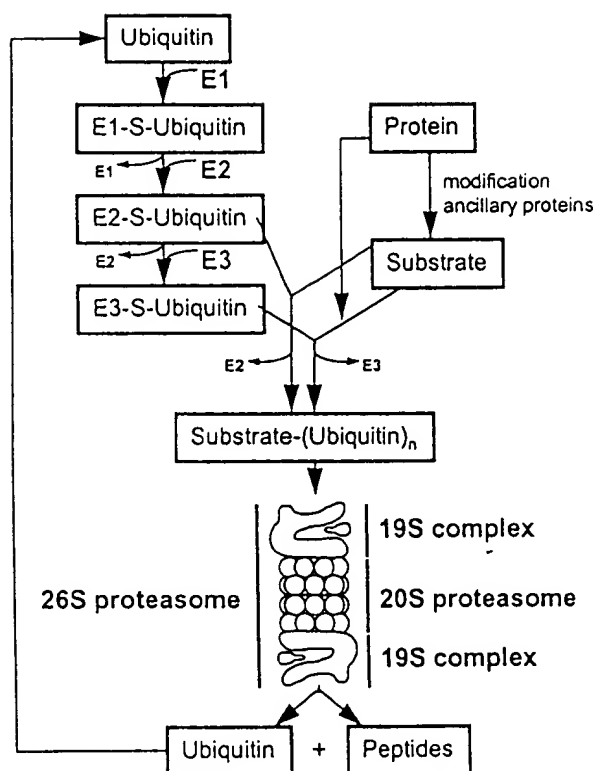 Ubiquitin
E1
E1-S-Ubiquitin
Protein
E1
E2
modification
ancillary proteins
E2-S-Ubiquitin
E2
E3
Substrate
E3-S-Ubiquitin
E2
E3
Substrate-(Ubiquitin)n
19S complex
26S proteasome
20S proteasome
19S complex
Ubiquitin + Peptides